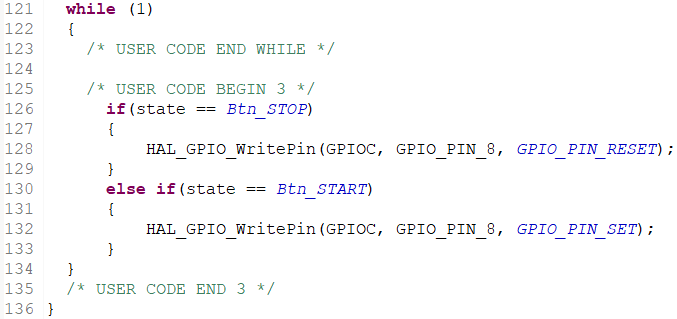 121 while (1)
122 {
123 /* USER CODE END WHILE */
124
125 /* USER CODE BEGIN 3 */
126 if(state == Btn_STOP)
127 {
128 HAL_GPIO_WritePin(GPIOC, GPIO_PIN_8, GPIO_PIN_RESET);
129 }
130 else if(state == Btn_START)
131 {
132 HAL_GPIO_WritePin(GPIOC, GPIO_PIN_8, GPIO_PIN_SET);
133 }
134 }
135 /* USER CODE END 3 */
136 }